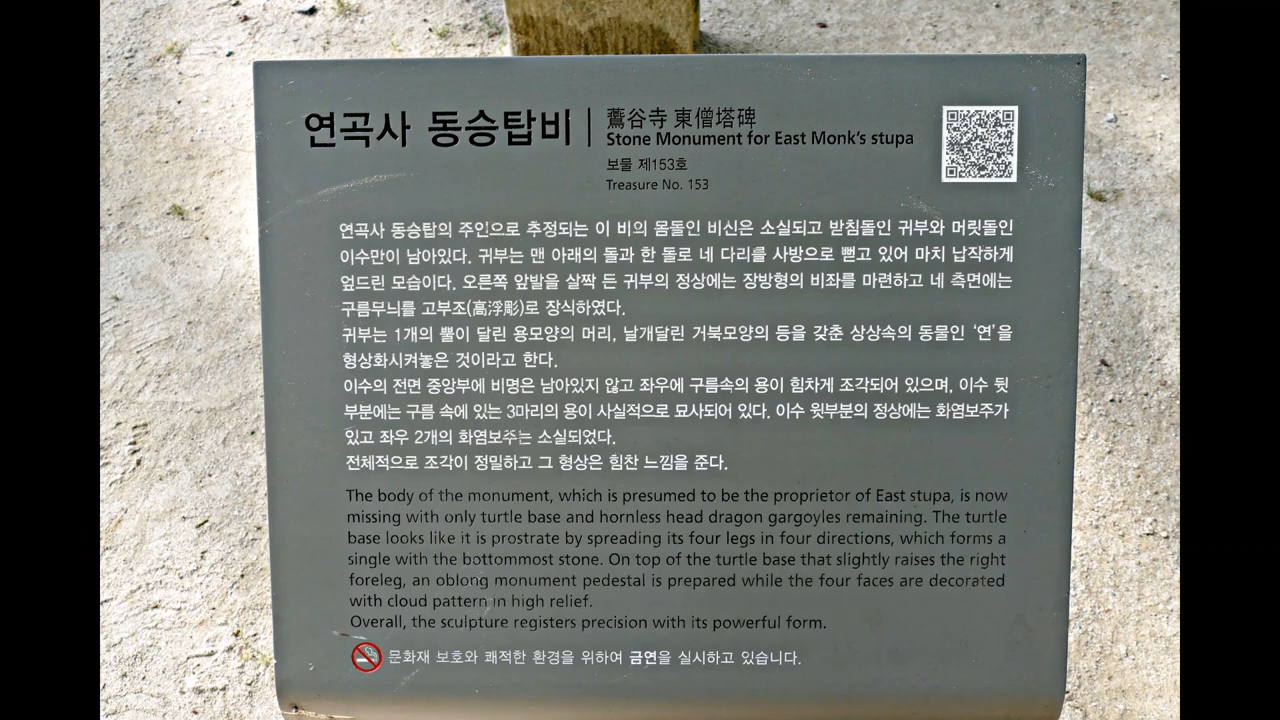 연곡사 동승탑비
鷰谷寺 東僧塔碑
Stone Monument for East Monk's stupa
보물 제153호
Treasure No. 153
연곡사 동승탑의 주인으로 추정되는 이 비의 몸돌인 비신은 소실되고 받침돌인 귀부와 머릿돌인
이수만이 남아있다. 귀부는 맨 아래의 돌과 한 돌로 네 다리를 사방으로 뻗고 있어 마치 납작하게
엎드린 모습이다. 오른쪽 앞발을 살짝 든 귀부의 정상에는 장방형의 비좌를 마련하고 네 측면에는
구름무늬를 고부조(高浮彫)로 장식하였다.
귀부는 1개의 뿔이 달린 용모양의 머리, 날개달린 거북모양의 등을 갖춘 상상속의 동물인 ‘연’을
형상화시켜놓은 것이라고 한다.
이수의 전면 중앙부에 비명은 남아있지 않고 좌우에 구름속의 용이 힘차게 조각되어 있으며, 이수 뒷
부분에는 구름 속에 있는 3마리의 용이 사실적으로 묘사되어 있다. 이수 윗부분의 정상에는 화염보주가
있고 좌우 2개의 화염보주는 소실되었다.
전체적으로 조각이 정밀하고 그 형상은 힘찬 느낌을 준다.
The body of the monument, which is presumed to be the proprietor of East stupa, is now
missing with only turtle base and hornless head dragon gargoyles remaining. The turtle
base looks like it is prostrate by spreading its four legs in four directions, which forms a
single with the bottommost stone. On top of the turtle base that slightly raises the right
foreleg, an oblong monument pedestal is prepared while the four faces are decorated
with cloud pattern in high relief.
Overall, the sculpture registers precision with its powerful form.
문화재 보호와 쾌적한 환경을 위하여 금연을 실시하고 있습니다.